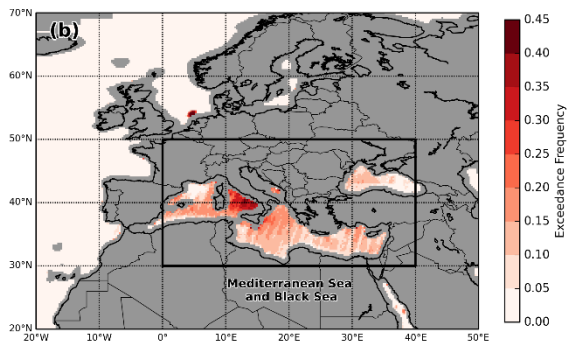 (b)
70°N
60°N
50°N
40°N
30°N
20°N
20°W
10°W
0°
10°E
20°E
30°E
40°E
50°E
Mediterranean Sea
and Black Sea
0.45
0.40
0.35
0.30
0.25
0.20
0.15
0.10
0.05
0.00
Exceedance Frequency